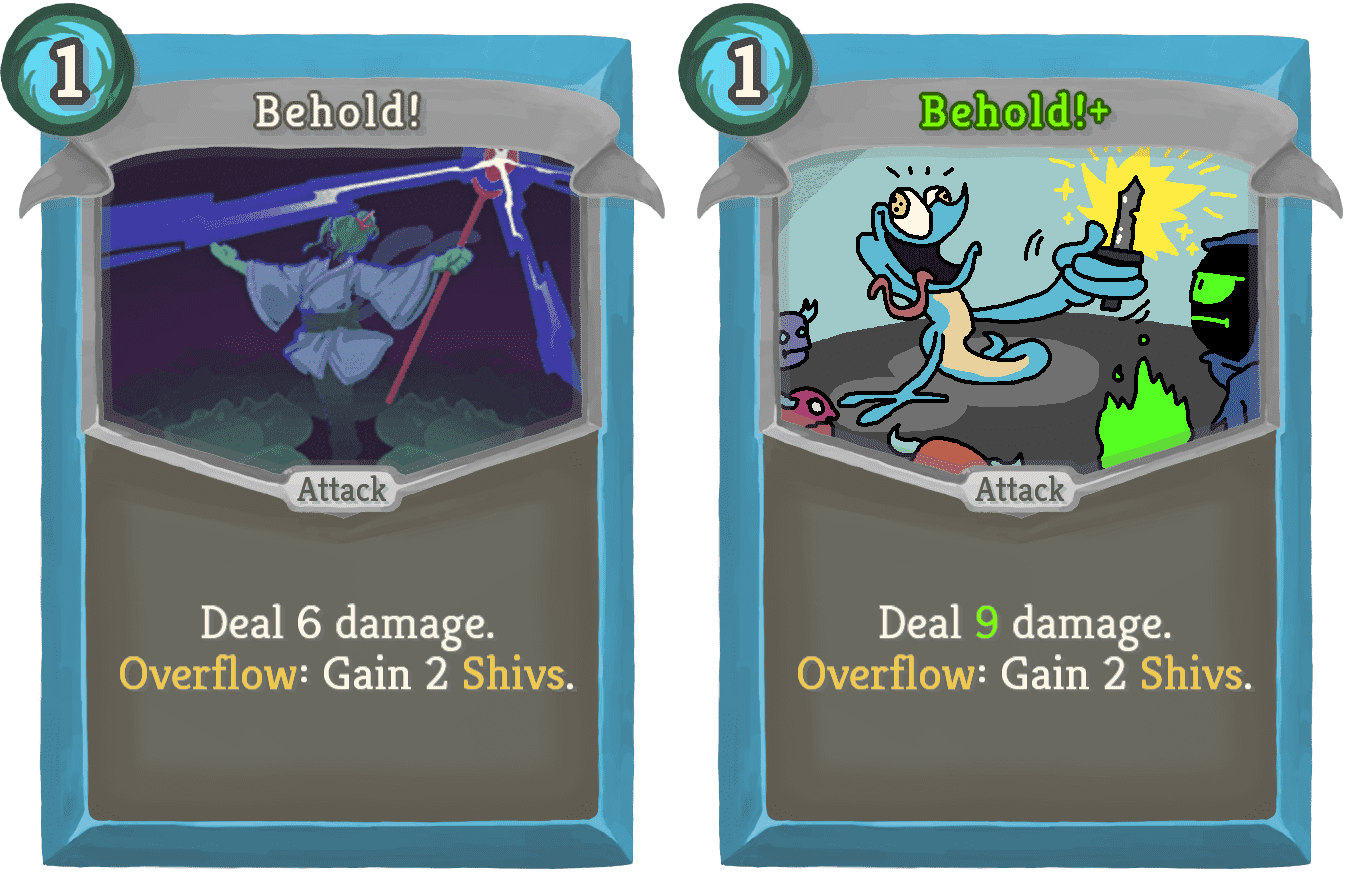 1
Behold!
Attack
Deal 6 damage.
Overflow: Gain 2 Shivs.
1
Behold!+
Attack
Deal 9 damage.
Overflow: Gain 2 Shivs.